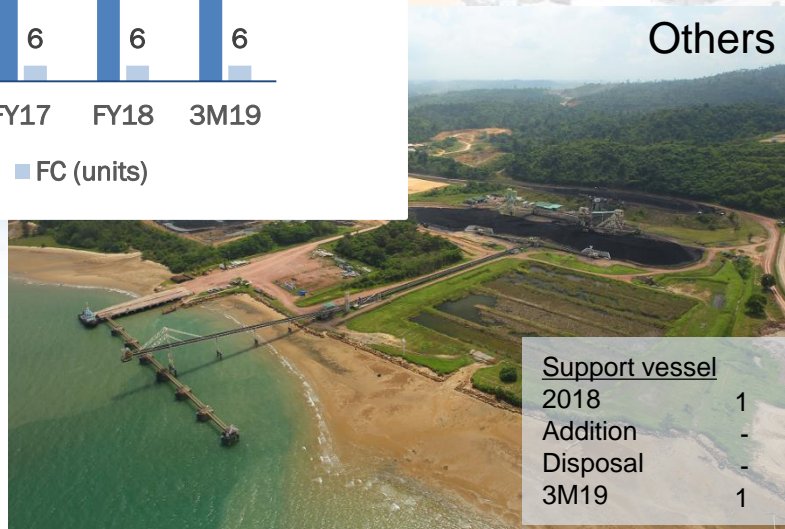 6 6 6
FY17 FY18 3M19
FC (units)
Others
Support vessel
2018 1
Addition -
Disposal -
3M19 1